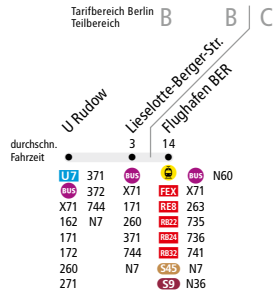 Tarifbereich Berlin
Teilbereich
B B C
U Rudow
Lieselotte-Berger-Str.
Flughafen BER
durchschn.
Fahrzeit
3 14
U7 371 BUS BUS N60
BUS 372 X71 FEX X71
X71 744 171 RE8 263
162 N7 260 RB22 735
171 371 RB24 736
172 744 RB32 741
260 N7 S45 N7
271 S9 N36